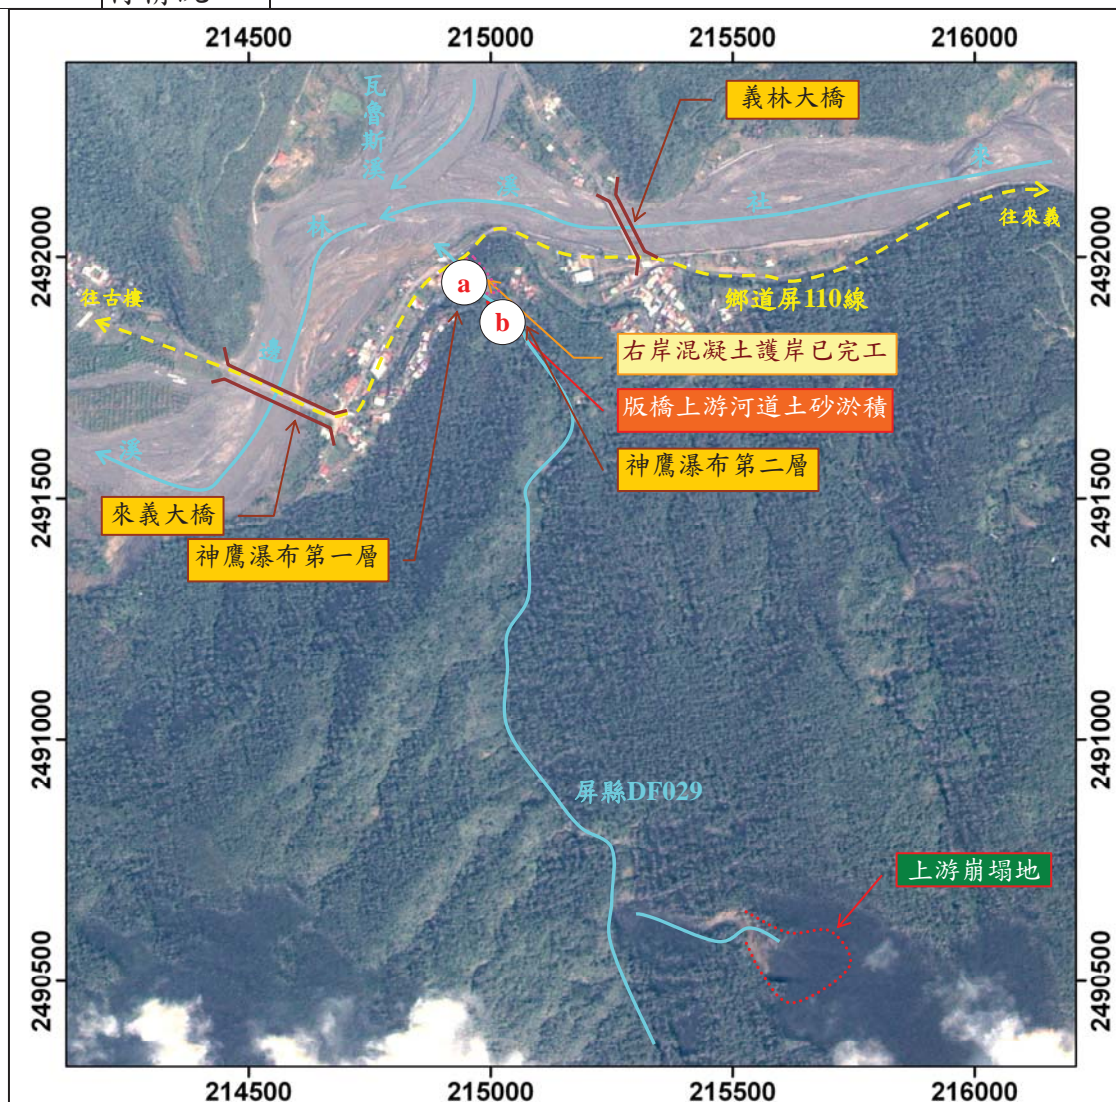 214500 215000 215500 216000
瓦魯斯溪
義林大橋
來 社 溪
往來義
2492000 2492000
林
a
往古樓
鄉道屏110線
b
右岸混凝土護岸已完工
邊
版橋上游河道土砂淤積
溪
神鷹瀑布第二層
2491500 2491500
來義大橋
神鷹瀑布第一層
2491000 2491000
屏縣DF029
上游崩塌地
2490500 2490500
214500 215000 215500 216000